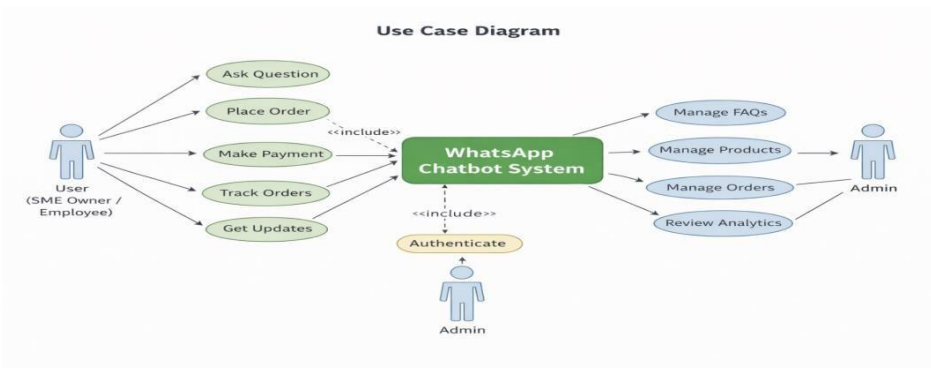 Use Case Diagram
Ask Question
Place Order
<<include>>
Make Payment
Track Orders
Get Updates
User
(SME Owner /
Employee)
WhatsApp
Chatbot System
<<include>>
Authenticate
Admin
Manage FAQs
Manage Products
Manage Orders
Review Analytics
Admin